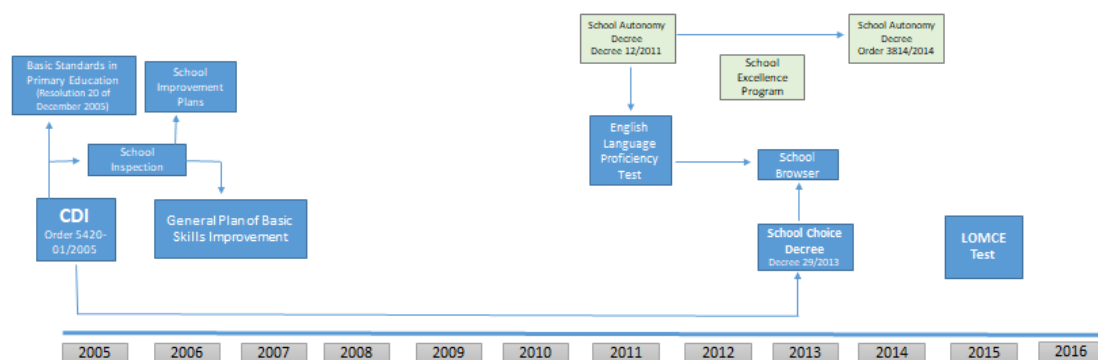 School Autonomy
Decree
Decree 12/2011
School Autonomy
Decree
Order 3814/2014
School
Excellence
Program
Basic Standards in
Primary Education
(Resolution 20 of
December 2005)
School
Improvement
Plans
School
Inspection
English
Language
Proficiency
Test
School
Browser
CDI
Order 5420-
01/2005
General Plan of Basic
Skills Improvement
School Choice
Decree
Decree 29/2013
LOMCE
Test
2005
2006
2007
2008
2009
2010
2011
2012
2013
2014
2015
2016